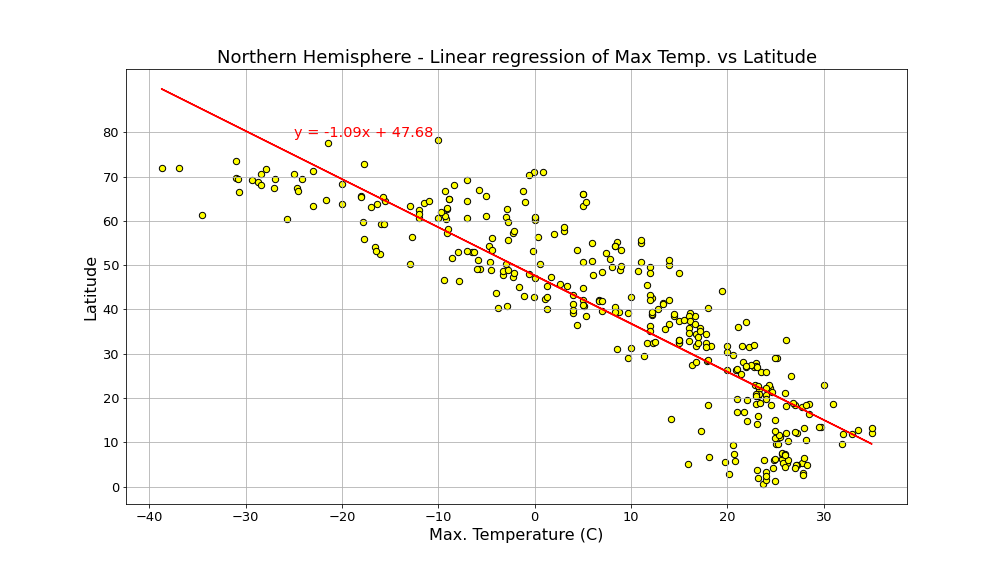 Northern Hemisphere - Linear regression of Max Temp. vs Latitude
y = -1.09x + 47.68
Latitude
80
70
60
50
40
30
20
10
0
−40 −30 −20 −10 0 10 20 30
Max. Temperature (C)